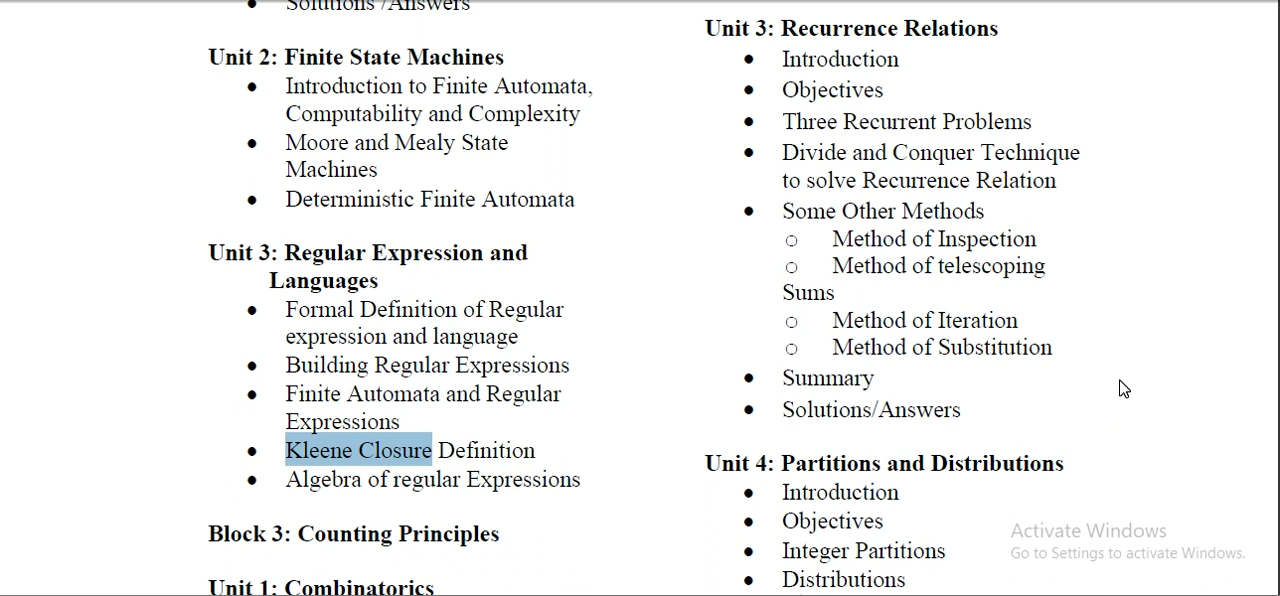 • Solutions /Answers
Unit 2: Finite State Machines
• Introduction to Finite Automata,
Computability and Complexity
• Moore and Mealy State
Machines
• Deterministic Finite Automata
Unit 3: Regular Expression and
Languages
• Formal Definition of Regular
expression and language
• Building Regular Expressions
• Finite Automata and Regular
Expressions
• Kleene Closure Definition
• Algebra of regular Expressions
Block 3: Counting Principles
Unit 1: Combinatorics
Unit 3: Recurrence Relations
• Introduction
• Objectives
• Three Recurrent Problems
• Divide and Conquer Technique
to solve Recurrence Relation
• Some Other Methods
○ Method of Inspection
○ Method of telescoping
Sums
○ Method of Iteration
○ Method of Substitution
• Summary
• Solutions/Answers
Unit 4: Partitions and Distributions
• Introduction
• Objectives
• Integer Partitions
• Distributions
Activate Windows
Go to Settings to activate Windows.